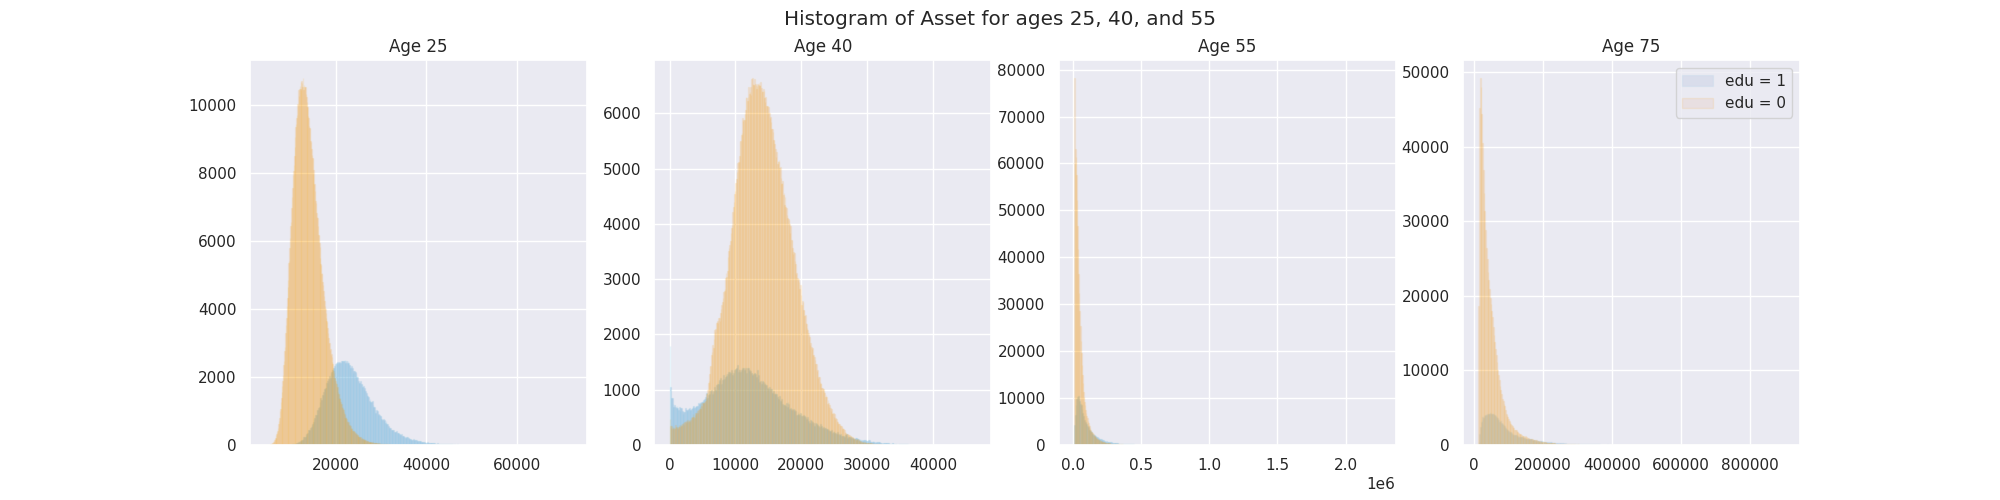 Histogram of Asset for ages 25, 40, and 55
Age 25
10000
8000
6000
4000
2000
0
20000 40000 60000
Age 40
6000
5000
4000
3000
2000
1000
0
0 10000 20000 30000 40000
Age 55
80000
70000
60000
50000
40000
30000
20000
10000
0
0.0 0.5 1.0 1.5 2.0
1e6
Age 75
50000
40000
30000
20000
10000
0
0 200000 400000 600000 800000
edu = 1
edu = 0